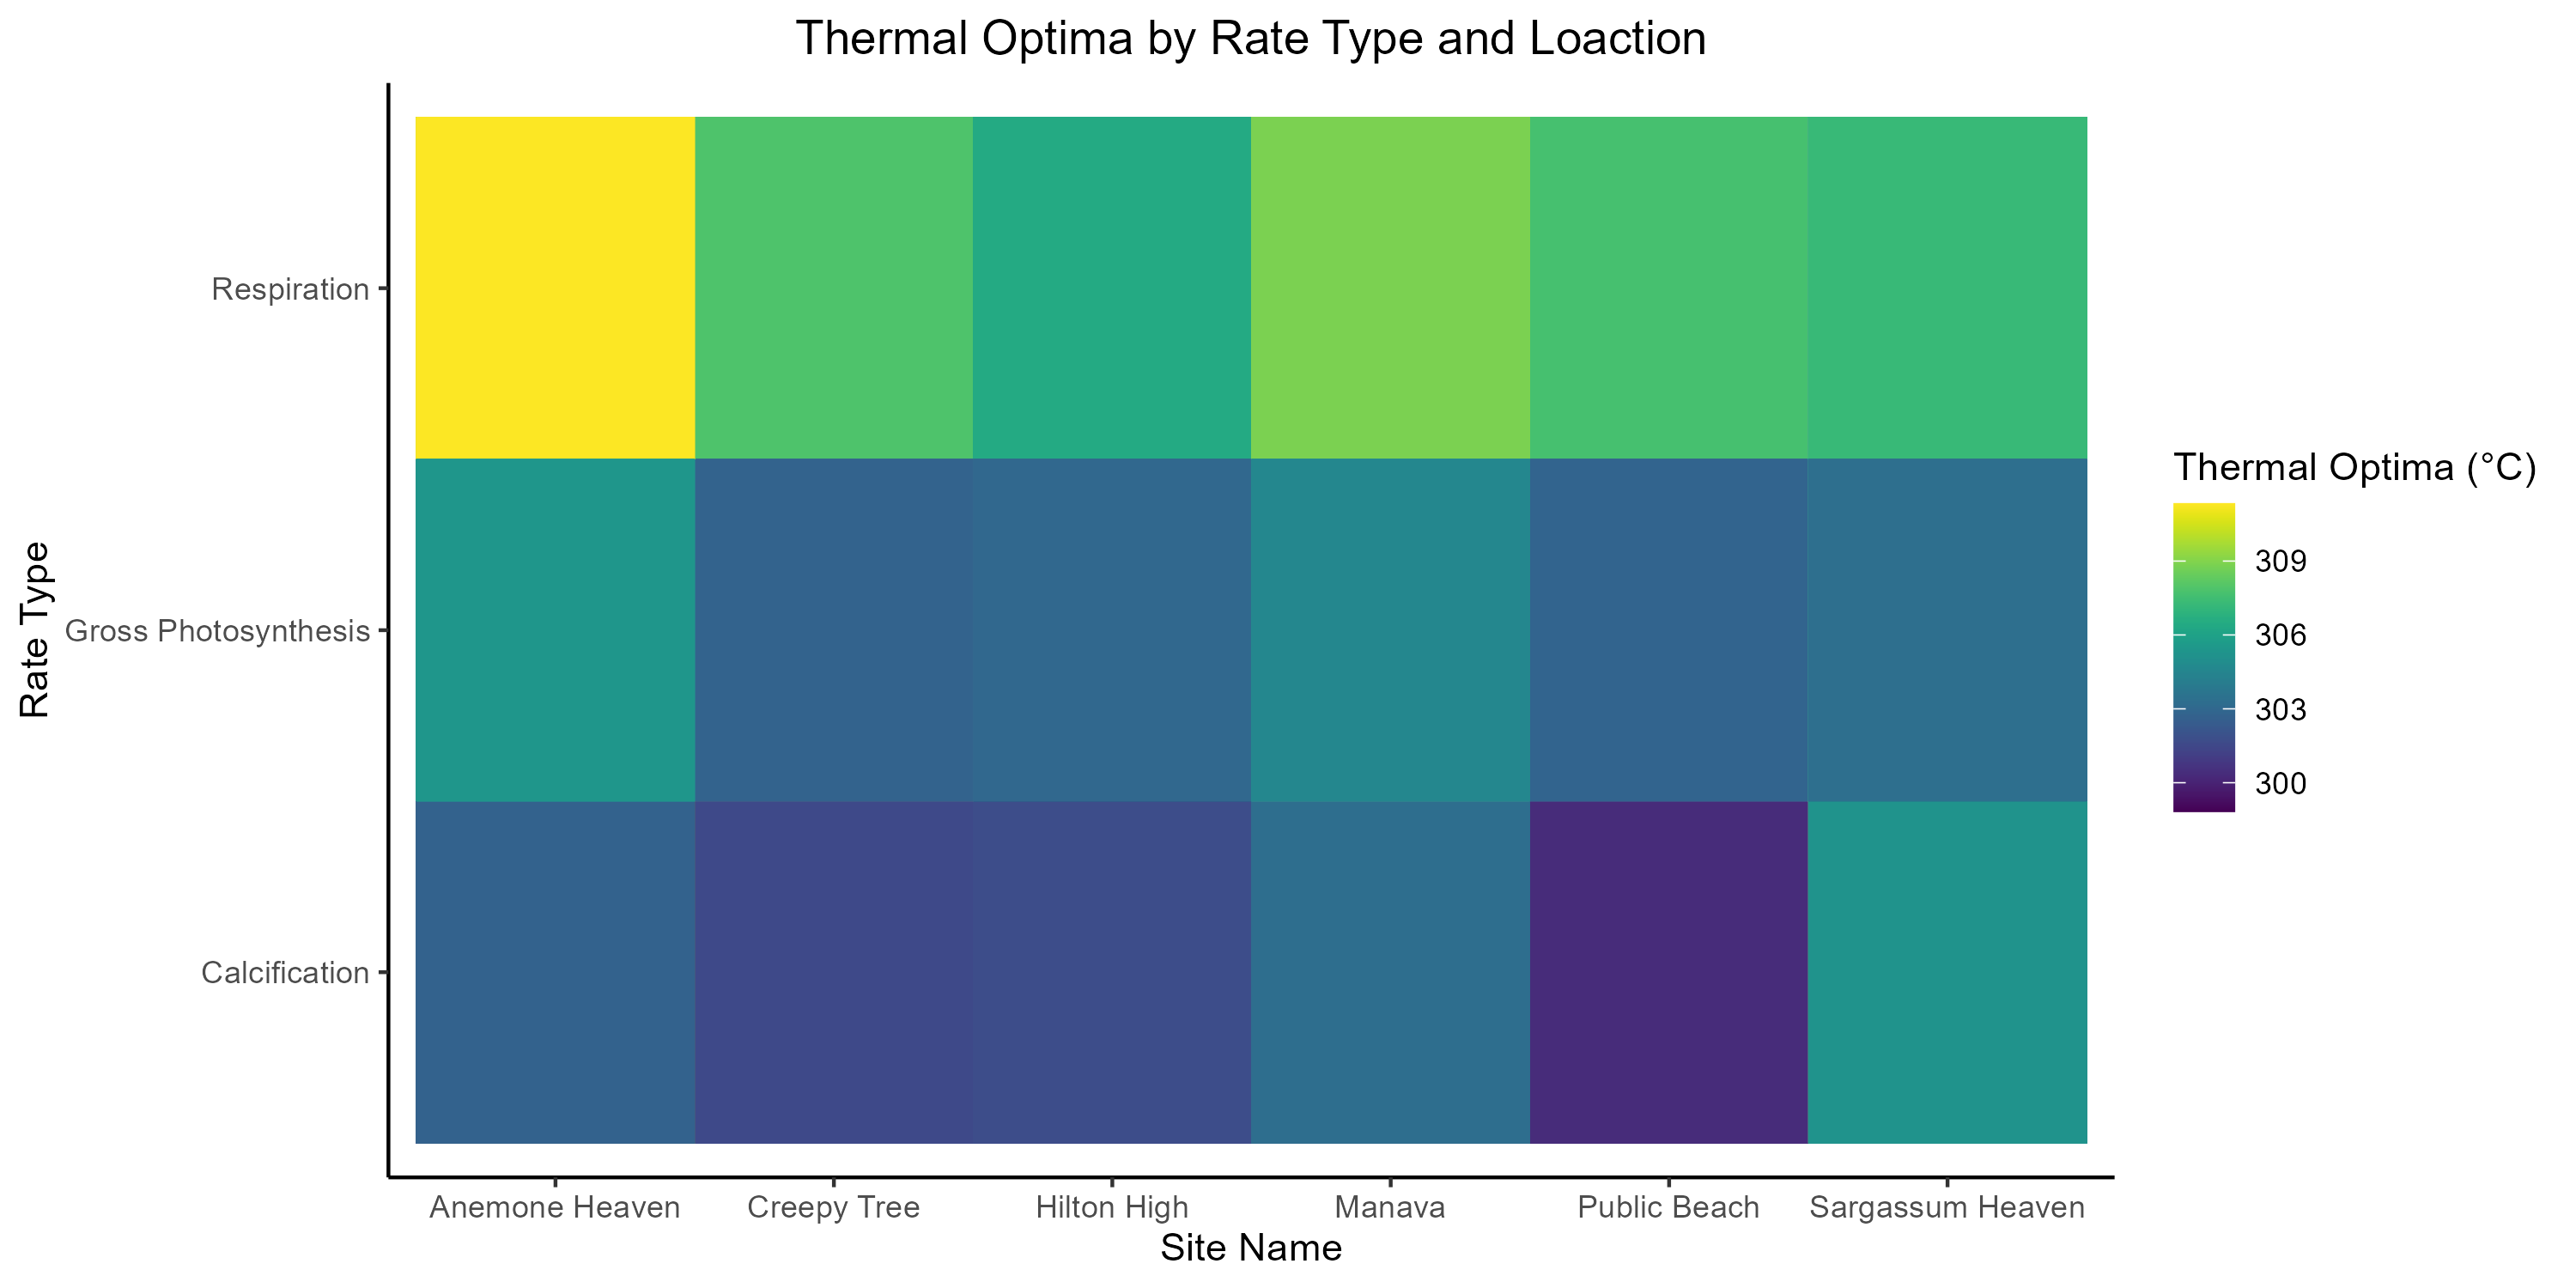 Thermal Optima by Rate Type and Loaction
Rate Type
Respiration
Gross Photosynthesis
Calcification
Anemone Heaven
Creepy Tree
Hilton High
Manava
Public Beach
Sargassum Heaven
Site Name
Thermal Optima (°C)
309
306
303
300